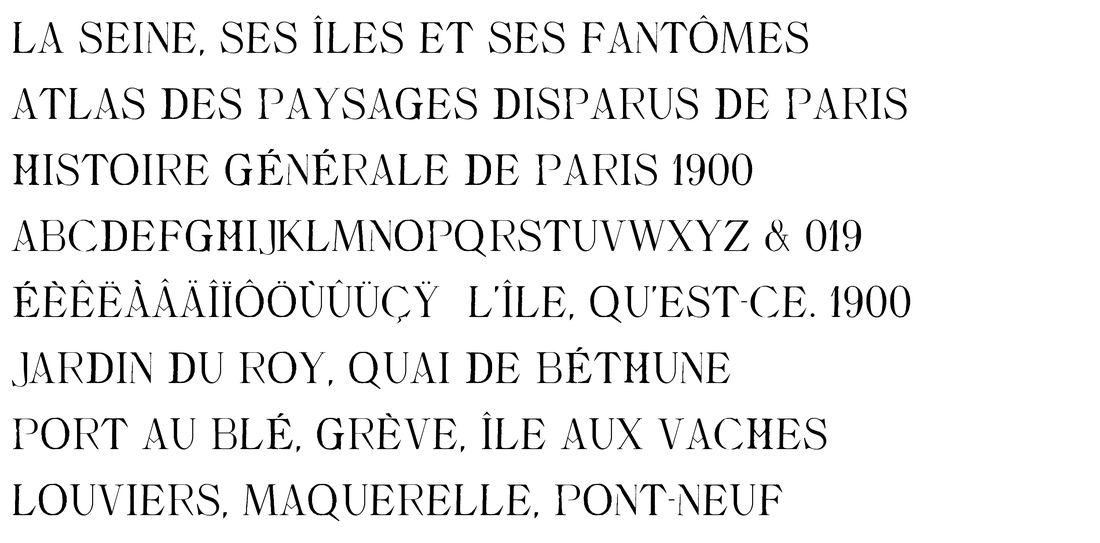 LA SEINE, SES ÎLES ET SES FANTÔMES
ATLAS DES PAYSAGES DISPARUS DE PARIS
HISTOIRE GÉNÉRALE DE PARIS 1900
ABCDEFGHIJKLMNOPQRSTUVWXYZ & 019
ÉÈÊËÀÂÄÎÏÔÖÙÛÜÇŸ L'ÎLE, QU'EST-CE. 1900
JARDIN DU ROY, QUAI DE BÉTHUNE
PORT AU BLÉ, GRÈVE, ÎLE AUX VACHES
LOUVIERS, MAQUERELLE, PONT-NEUF